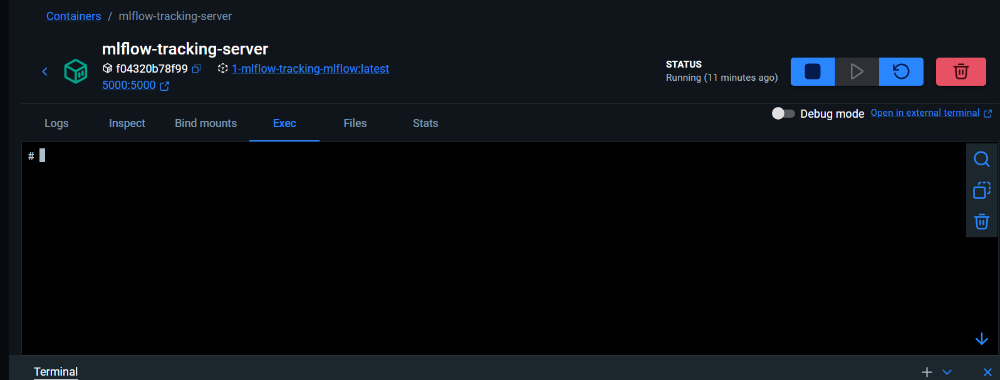 Containers / mlflow-tracking-server
mlflow-tracking-server
f04320b78f99 1-mlflow-tracking-mlflow:latest
5000:5000
STATUS
Running (11 minutes ago)
Logs Inspect Bind mounts Exec Files Stats
Debug mode Open in external terminal
#
Terminal